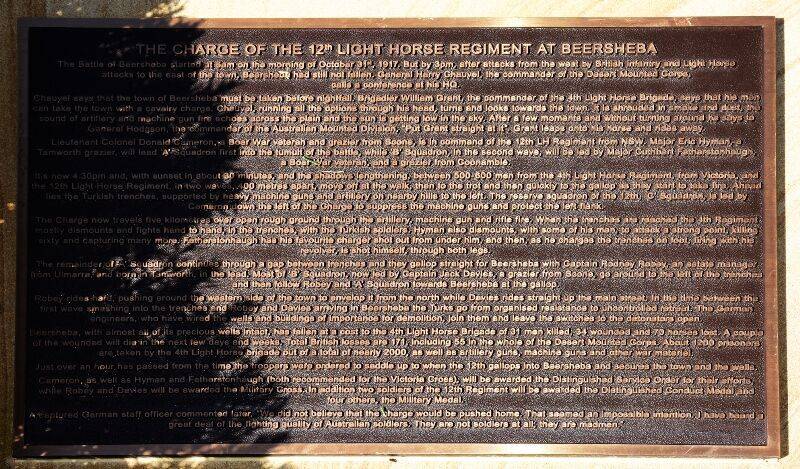 THE CHARGE OF THE 12th LIGHT HORSE REGIMENT AT BEERSHEBA
The Battle of Beersheba started at 5am on the morning of October 31st, 1917. But by 3pm, after attacks from the west by British Infantry and Light Horse
attacks to the east of the town, Beersheba had still not fallen. General Harry Chauvel, the commander of the Desert Mounted Corps,
calls a conference at his HQ.
Chauvel says that the town of Beersheba must be taken before nightfall. Brigadier William Grant, the commander of the 4th Light Horse Brigade, says that his men
can take the town with a cavalry charge. Chauvel, running all the options through his head, turns and looks towards the town. It is shrouded in smoke and dust, the
sound of artillery and machine gun fire rolls across the plain and the sun is getting low in the sky. After a few moments and without turning around he says to
General Hodgson, the commander of the Australian Mounted Division, "Put Grant straight at it". Grant leaps onto his horse and rides away.
Lieutenant Colonel Donald Cameron, a Boer War veteran and grazier from Scone, is in command of the 12th LH Regiment from NSW. Major Eric Hyman, a
Tamworth grazier, will lead 'A' Squadron first into the tumult of the battle, while 'B' Squadron, in the second wave, will be led by Major Cuthbert Fetherstonhaugh,
a Boer War veteran, and a grazier from Coonamble.
It's now 4:30pm and, with sunset in about minutes, and the shadows lengthening, between 500-600 men from the 4th Light Horse Regiment, from Victoria, and
the 12th Light Horse Regiment, in two waves metres apart, move off at the walk, then to the trot and then quickly to the gallop as they start to take fire. Ahead
lies the Turkish trenches, supported by machine guns and artillery on nearby hills to the left. The reserve squadron of the 12th, 'C' Squadron, is led by
Cameron down the left of the Charge to suppress the machine guns and protect the left flank.
The Charge now travels five kilometres over rough ground through the artillery, machine gun and rifle fire. When the trenches are reached the 4th Regiment
mostly dismounts and fights hand to hand, in the trenches, with the Turkish soldiers. Hyman also dismounts, with some of his men, to attack a strong point, killing
sixty and capturing many more. Fetherstonhaugh has his favourite charger shot out from under him, and then, as he charges the trenches on foot, firing with his
revolver, is shot himself, through both legs.
The remainder of 'A' Squadron continues through a gap between trenches and they gallop straight for Beersheba with Captain Rodney Robey, an estate manager
from Ulmarra and born in Tamworth, in the lead. Most of 'B' Squadron, now led by Captain Jack Davies, a grazier from Scone, go around to the left of the trenches
and then follow Robey and 'A' Squadron towards Beersheba at the gallop.
Robey rides hard, pushing around the western side of the town to envelop it from the north while Davies rides straight up the main street. In the time between the
first wave smashing into the trenches and Robey and Davies arriving in Beersheba the Turks go from organised resistance to uncontrolled retreat. The German
engineers, who have wired the wells and buildings of importance for demolition, join them and leave the switches to the detonators open.
Beersheba, with almost all of its precious wells intact, has fallen at a cost to the 4th Light Horse Brigade of 31 men killed, 34 wounded and 73 horses lost. A couple
of the wounded will die in the next few days of wounds. Total British losses are 171, including 55 in the whole of the Desert Mounted Corps. About 1200 prisoners
are taken by the 4th Light Horse Brigade out of a total of nearly 2000, as well as artillery guns, machine guns and other war material.
Just over an hour has passed from the time the troops were ordered to saddle up to when the 12th gallops into Beersheba and secures the town and the wells.
Cameron, as well as Hyman and Fetherstonhaugh (both recommended for the Victoria Cross), will be awarded the Distinguished Service Order for their efforts,
while Robey and Davies will be awarded the Military Cross. In addition two soldiers of the 12th Regiment will be awarded the Distinguished Conduct Medal and
four others, the Military Medal.
A captured German staff officer commented later, "We did not believe that the charge would be pushed home. That seemed an impossible intention. I have heard a
great deal of the fighting quality of Australian soldiers. They are not soldiers at all; they are madmen."